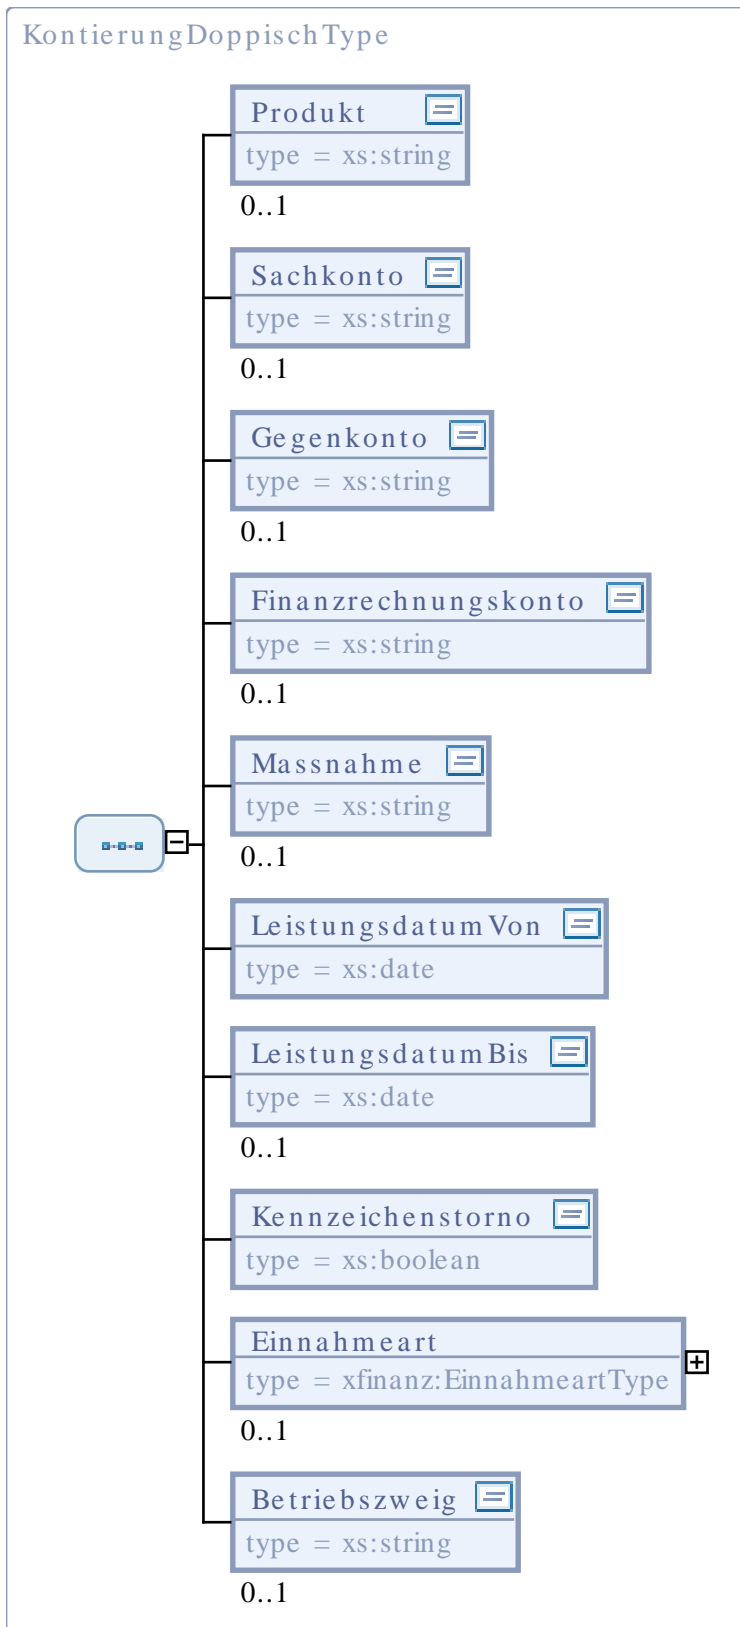 KontierungDoppischType
Produkt
type = xs:string
0..1
Sachkonto
type = xs:string
0..1
Gegenkonto
type = xs:string
0..1
Finanzrechnungskonto
type = xs:string
0..1
Massnahme
type = xs:string
0..1
LeistungsdatumVon
type = xs:date
LeistungsdatumBis
type = xs:date
0..1
Kennzeichenstorno
type = xs:boolean
Einnahmeart
type = xfinanz:EinnahmeartType
0..1
Betriebszweig
type = xs:string
0..1